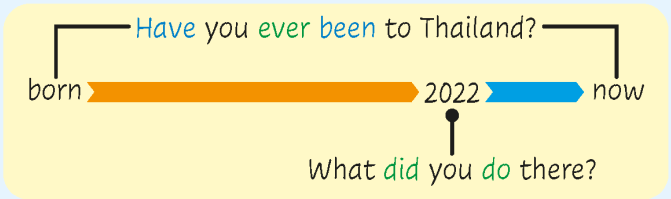 Have you ever been to Thailand?
born 2022 now
What did you do there?